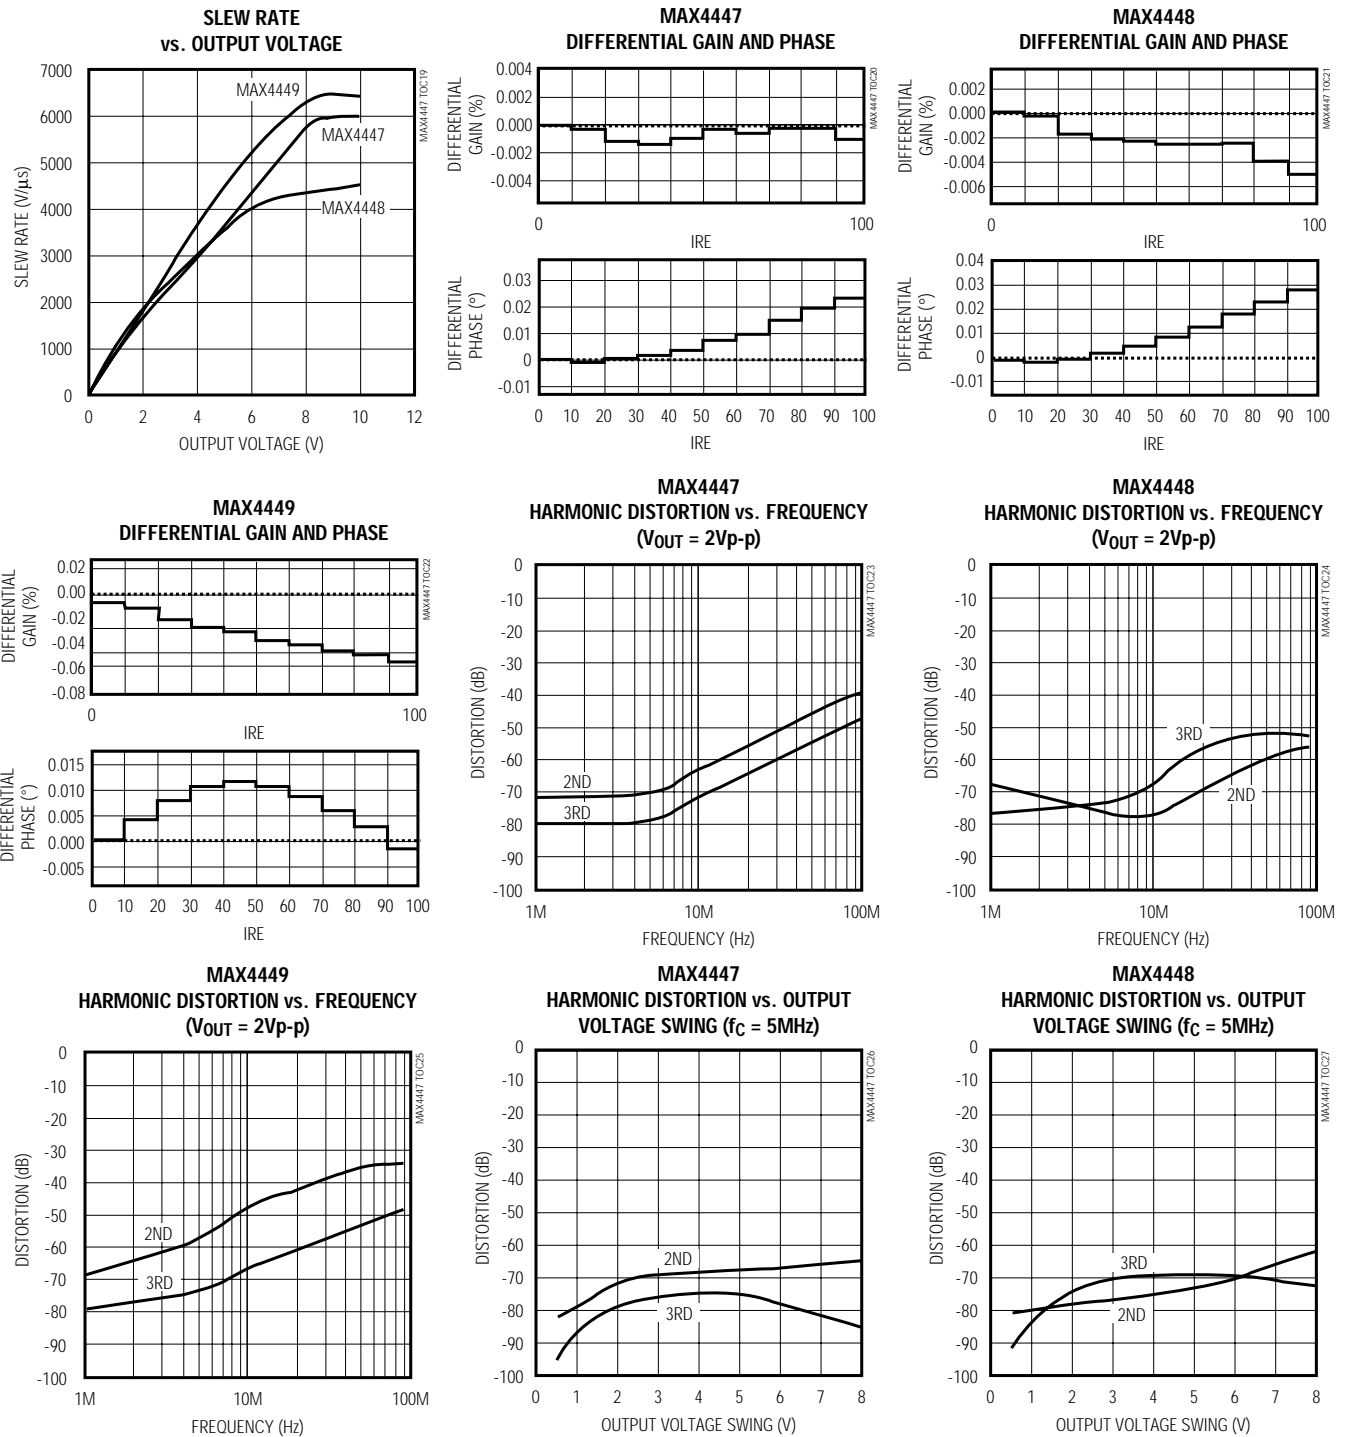 SLEW RATE
vs. OUTPUT VOLTAGE
7000
6000
5000
4000
3000
2000
1000
0
SLEW RATE (V/µs)
MAX4449
MAX4447
MAX4448
MAX4447 TOC19
0 2 4 6 8 10 12
OUTPUT VOLTAGE (V)
MAX4447
DIFFERENTIAL GAIN AND PHASE
0.004
0.002
0.000
-0.002
-0.004
DIFFERENTIAL
GAIN (%)
MAX4447 TOC20
0 100
IRE
0.03
0.02
0.01
0
-0.01
DIFFERENTIAL
PHASE (°)
0 10 20 30 40 50 60 70 80 90 100
IRE
MAX4448
DIFFERENTIAL GAIN AND PHASE
0.002
0.000
-0.002
-0.004
-0.006
DIFFERENTIAL
GAIN (%)
MAX4447 TOC21
0 100
IRE
0.04
0.03
0.02
0.01
0
-0.01
DIFFERENTIAL
PHASE (°)
0 10 20 30 40 50 60 70 80 90 100
IRE
MAX4449
DIFFERENTIAL GAIN AND PHASE
0.02
0.00
-0.02
-0.04
-0.06
-0.08
DIFFERENTIAL
GAIN (%)
MAX4447 TOC22
0 100
IRE
0.015
0.010
0.005
0.000
-0.005
DIFFERENTIAL
PHASE (°)
0 10 20 30 40 50 60 70 80 90 100
IRE
MAX4447
HARMONIC DISTORTION vs. FREQUENCY
(VOUT = 2Vp-p)
0
-10
-20
-30
-40
-50
-60
-70
-80
-90
-100
DISTORTION (dB)
2ND
3RD
MAX4447 TOC23
1M 10M 100M
FREQUENCY (Hz)
MAX4448
HARMONIC DISTORTION vs. FREQUENCY
(VOUT = 2Vp-p)
0
-10
-20
-30
-40
-50
-60
-70
-80
-90
-100
DISTORTION (dB)
3RD
2ND
MAX4447 TOC24
1M 10M 100M
FREQUENCY (Hz)
MAX4449
HARMONIC DISTORTION vs. FREQUENCY
(VOUT = 2Vp-p)
0
-10
-20
-30
-40
-50
-60
-70
-80
-90
-100
DISTORTION (dB)
2ND
3RD
MAX4447 TOC25
1M 10M 100M
FREQUENCY (Hz)
MAX4447
HARMONIC DISTORTION vs. OUTPUT
VOLTAGE SWING (fC = 5MHz)
0
-10
-20
-30
-40
-50
-60
-70
-80
-90
-100
DISTORTION (dB)
2ND
3RD
MAX4447 TOC26
0 1 2 3 4 5 6 7 8
OUTPUT VOLTAGE SWING (V)
MAX4448
HARMONIC DISTORTION vs. OUTPUT
VOLTAGE SWING (fC = 5MHz)
0
-10
-20
-30
-40
-50
-60
-70
-80
-90
-100
DISTORTION (dB)
3RD
2ND
MAX4447 TOC27
0 1 2 3 4 5 6 7 8
OUTPUT VOLTAGE SWING (V)